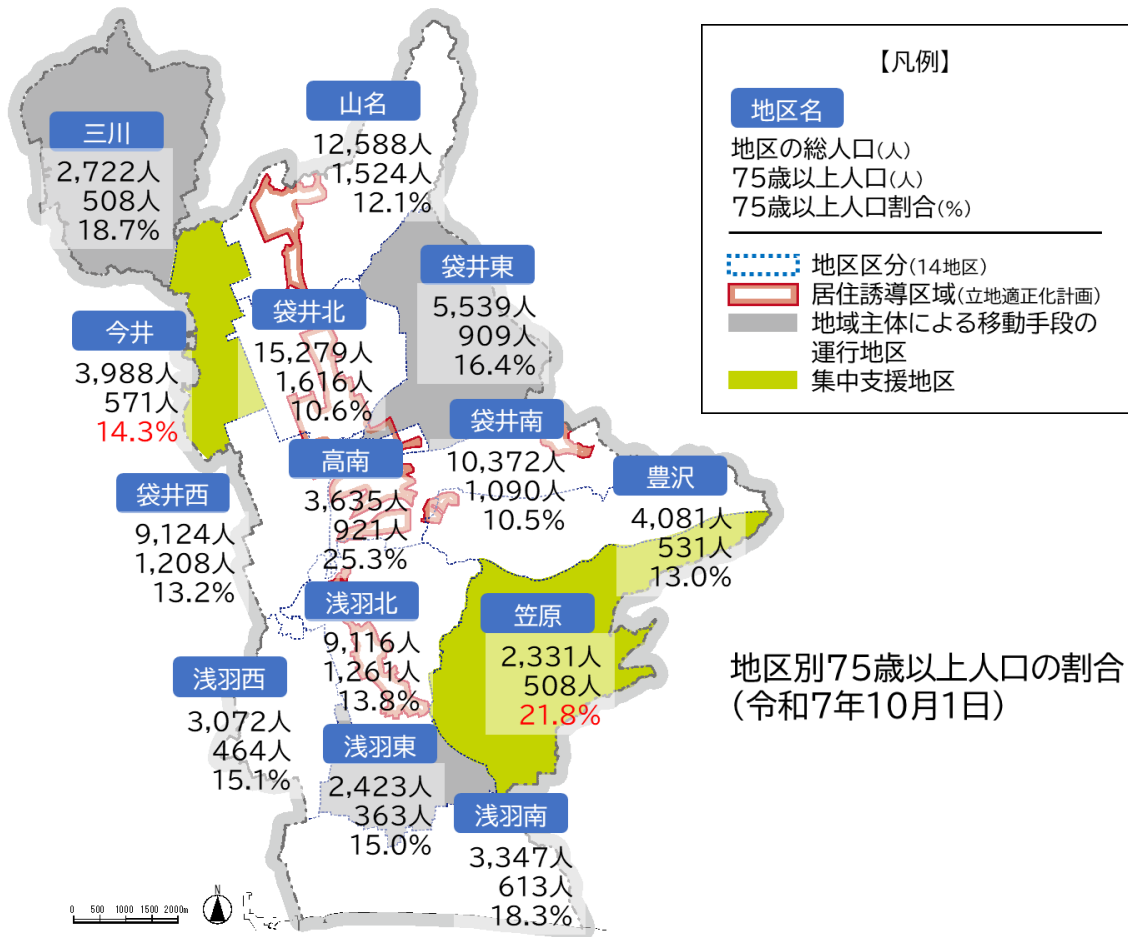 【凡例】
地区名
地区の総人口(人)
75歳以上人口(人)
75歳以上人口割合(%)
地区区分(14地区)
居住誘導区域(立地適正化計画)
地域主体による移動手段の
運行地区
集中支援地区
三川
2,722人
508人
18.7%
山名
12,588人
1,524人
12.1%
袋井東
5,539人
909人
16.4%
今井
3,988人
571人
14.3%
袋井北
15,279人
1,616人
10.6%
袋井南
10,372人
1,090人
10.5%
高南
3,635人
921人
25.3%
豊沢
4,081人
531人
13.0%
袋井西
9,124人
1,208人
13.2%
浅羽北
9,116人
1,261人
13.8%
笠原
2,331人
508人
21.8%
浅羽西
3,072人
464人
15.1%
浅羽東
2,423人
363人
15.0%
浅羽南
3,347人
613人
18.3%
地区別75歳以上人口の割合
(令和7年10月1日)
0 500 1000 1500 2000m
N